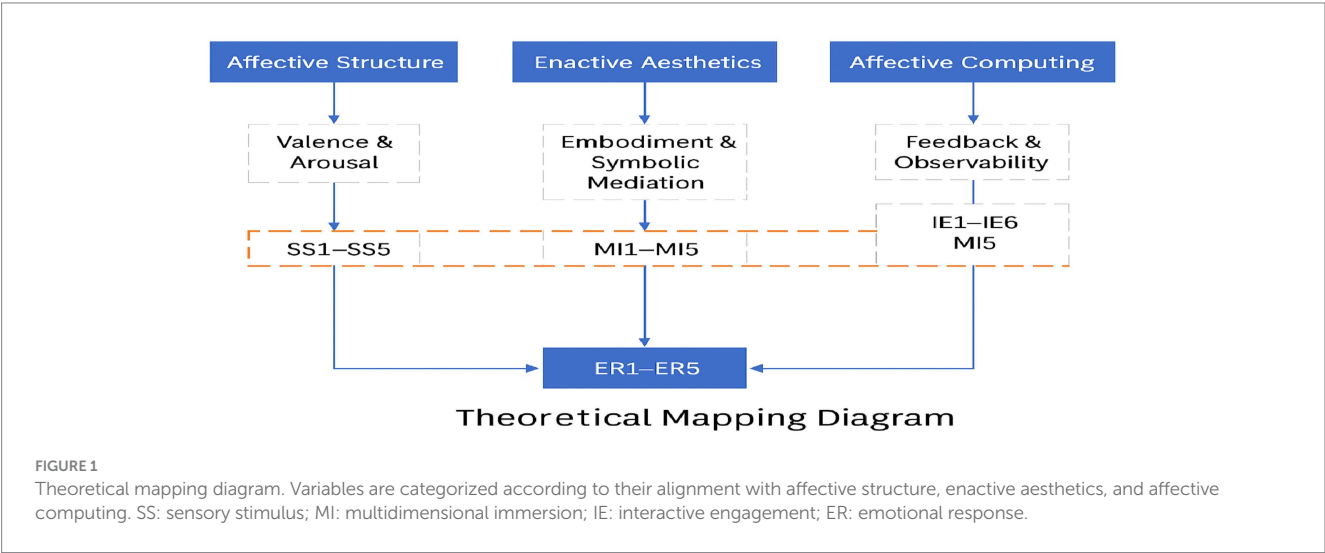 Affective Structure
Enactive Aesthetics
Affective Computing
Valence &
Arousal
Embodiment &
Symbolic
Mediation
Feedback &
Observability
SS1–SS5
MI1–MI5
IE1–IE6
MI5
ER1–ER5
Theoretical Mapping Diagram
FIGURE 1
Theoretical mapping diagram. Variables are categorized according to their alignment with affective structure, enactive aesthetics, and affective
computing. SS: sensory stimulus; MI: multidimensional immersion; IE: interactive engagement; ER: emotional response.